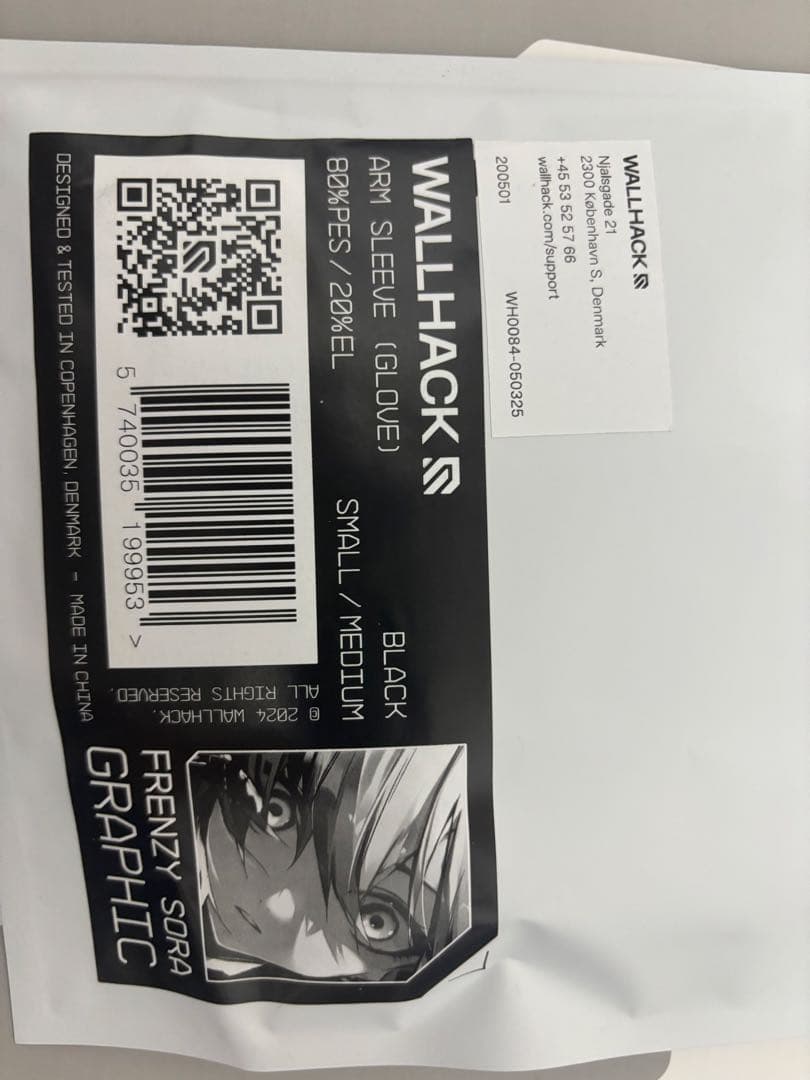 WALLHACK
Njalsgade 21
2300 København S, Denmark
+45 53 52 57 66
wallhack.com/support
200501 WH0084-050325
WALLHACK
ARM SLEEVE (GLOVE) BLACK
80%PES / 20%EL SMALL / MEDIUM
5 740035 199953 >
© 2024 WALLHACK.
ALL RIGHTS RESERVED.
DESIGNED & TESTED IN COPENHAGEN, DENMARK - MADE IN CHINA
FRENZY SORA
GRAPHIC